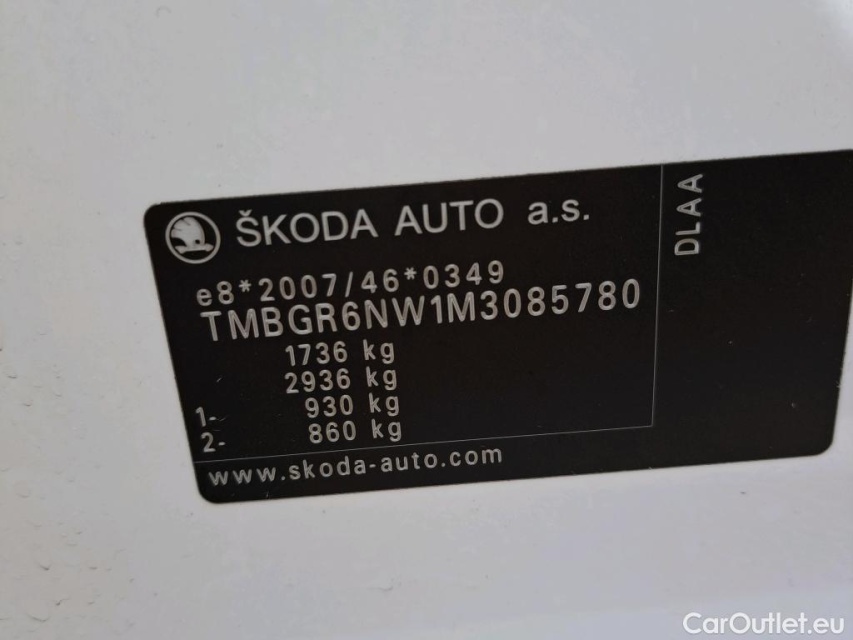 ŠKODA AUTO a.s.
DLAA
e8*2007/46*0349
TMBGR6NW1M3085780
1736 kg
2936 kg
1- 930 kg
2- 860 kg
www.skoda-auto.com
CarOutlet.eu